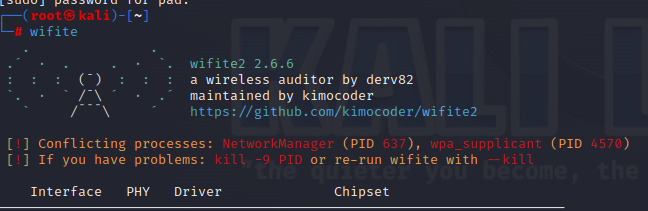 [sudo] password for pad:
┌──(root㉿kali)-[~]
└─# wifite
wifite2 2.6.6
a wireless auditor by derv82
maintained by kimocoder
https://github.com/kimocoder/wifite2
[!] Conflicting processes: NetworkManager (PID 637), wpa_supplicant (PID 4570)
[!] If you have problems: kill -9 PID or re-run wifite with --kill
KALI L
"the quieter you become, the
Interface PHY Driver Chipset